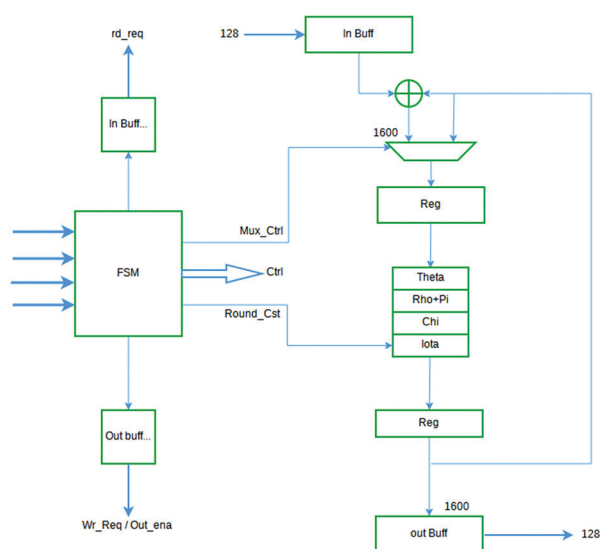 rd_req
128
In Buff
In Buff...
1600
Mux_Ctrl
Reg
FSM
Ctrl
Theta
Rho+Pi
Chi
Iota
Round_Cst
Out buff...
Reg
1600
Wr_Req / Out_ena
out Buff
128